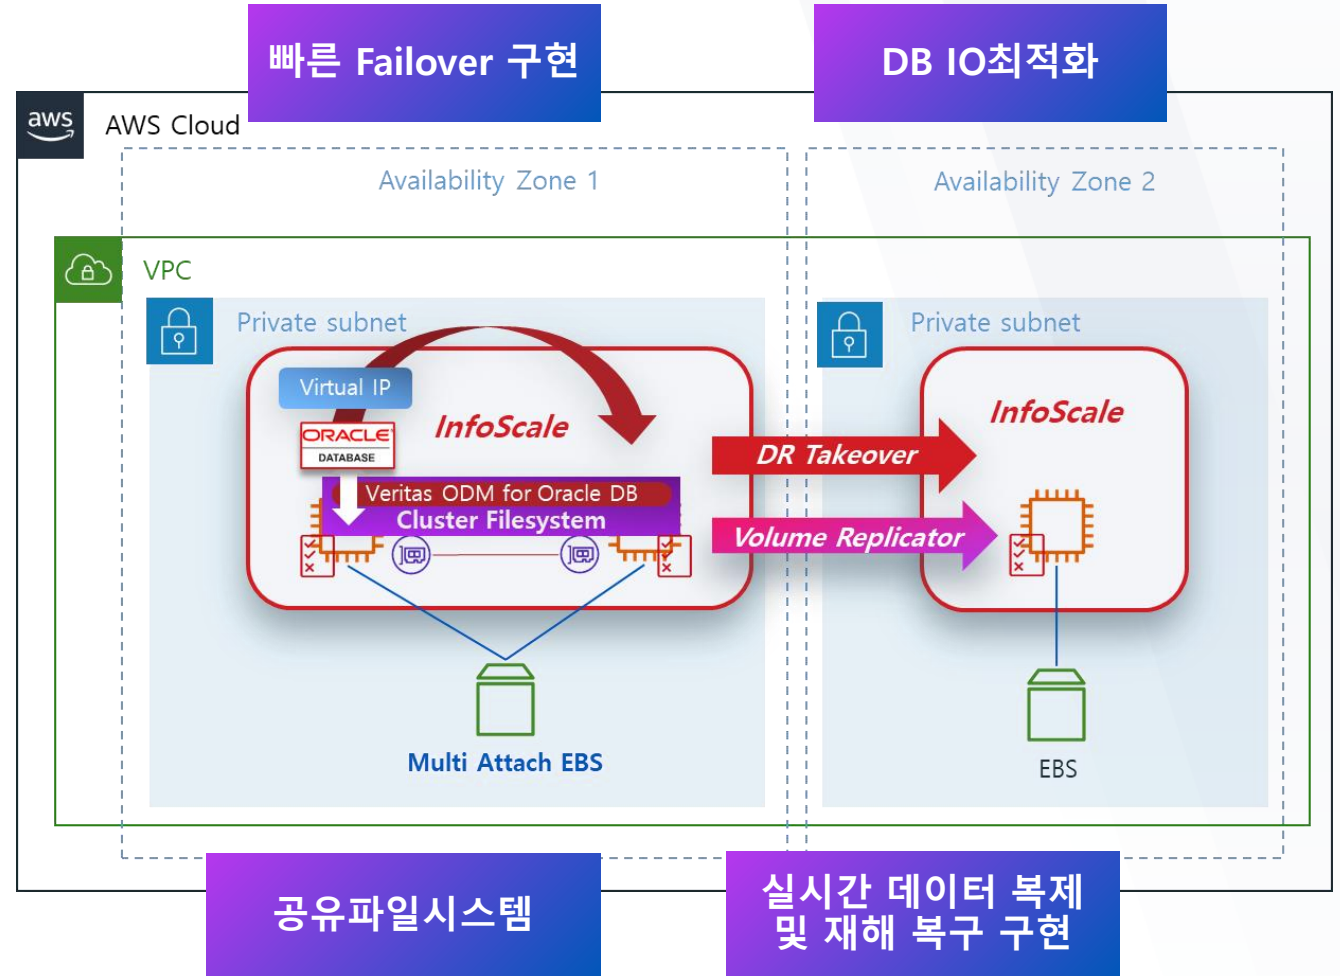 빠른 Failover 구현
DB IO최적화
aws
AWS Cloud
Availability Zone 1
Availability Zone 2
VPC
Private subnet
Private subnet
Virtual IP
InfoScale
InfoScale
ORACLE
DATABASE
DR Takeover
Veritas ODM for Oracle DB
Cluster Filesystem
Volume Replicator
Multi Attach EBS
EBS
공유파일시스템
실시간 데이터 복제
및 재해 복구 구현